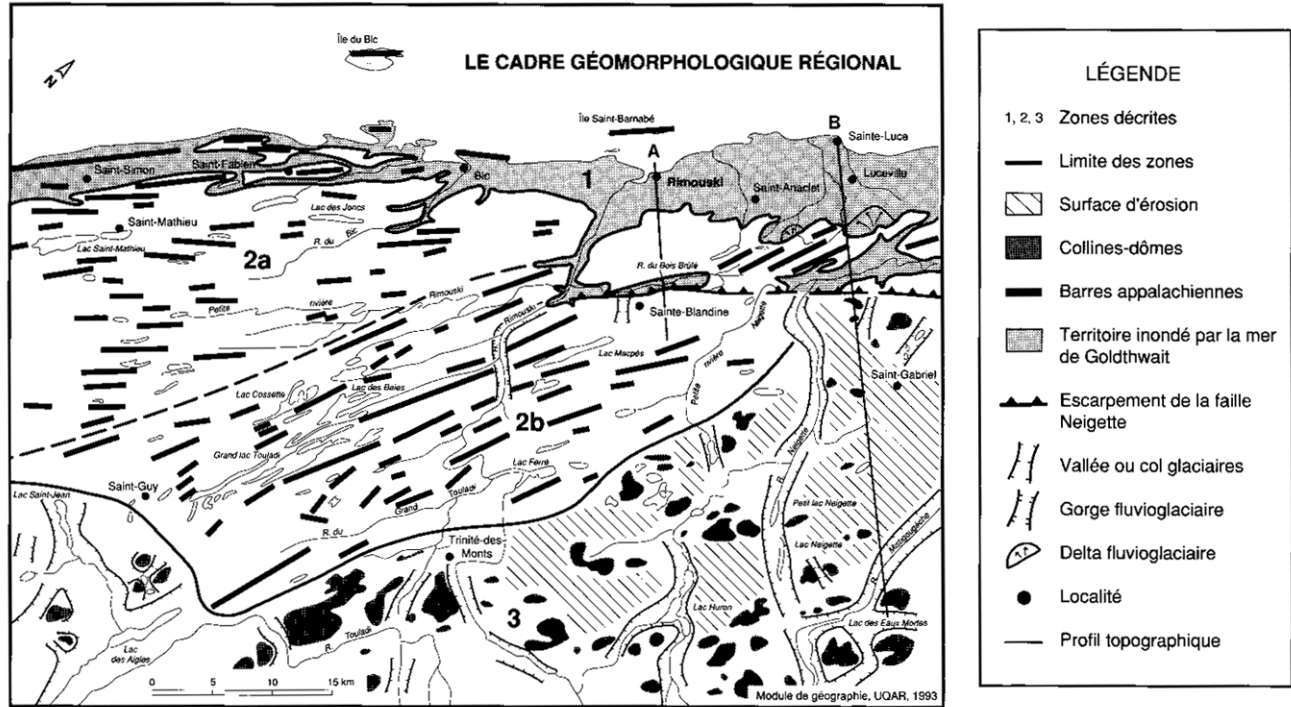 Île du Bic
N
LE CADRE GÉOMORPHOLOGIQUE RÉGIONAL
Île Saint-Barnabé
B
Sainte-Luce
A
Saint-Simon
Saint-Fabien
Bic
1
Rimouski
Saint-Anaclet
Luceville
Saint-Mathieu
Lac des Joncs
Lac Saint-Mathieu
R. du Bic
2a
R. du Bois Brûlé
Petite rivière Rimouski
Rimouski
Sainte-Blandine
Neigette
Lac Macpès
Petite rivière
Saint-Gabriel
Lac Cossette
Lac des Baies
2b
Grand lac Touladi
Neigette
R.
Saint-Guy
Lac Ferré
Lac Saint-Jean
R. du Grand Touladi
Petit lac Neigette
Trinité-des-
Monts
Lac Neigette
R. Mistigougèche
3
Lac Huron
Lac des Eaux Mortes
R. Touladi
Lac
des Aigles
0 5 10 15 km
Module de géographie, UQAR, 1993
LÉGENDE
1, 2, 3 Zones décrites
Limite des zones
Surface d'érosion
Collines-dômes
Barres appalachiennes
Territoire inondé par la mer
de Goldthwait
Escarpement de la faille
Neigette
Vallée ou col glaciaires
Gorge fluvioglaciaire
Delta fluvioglaciaire
Localité
Profil topographique